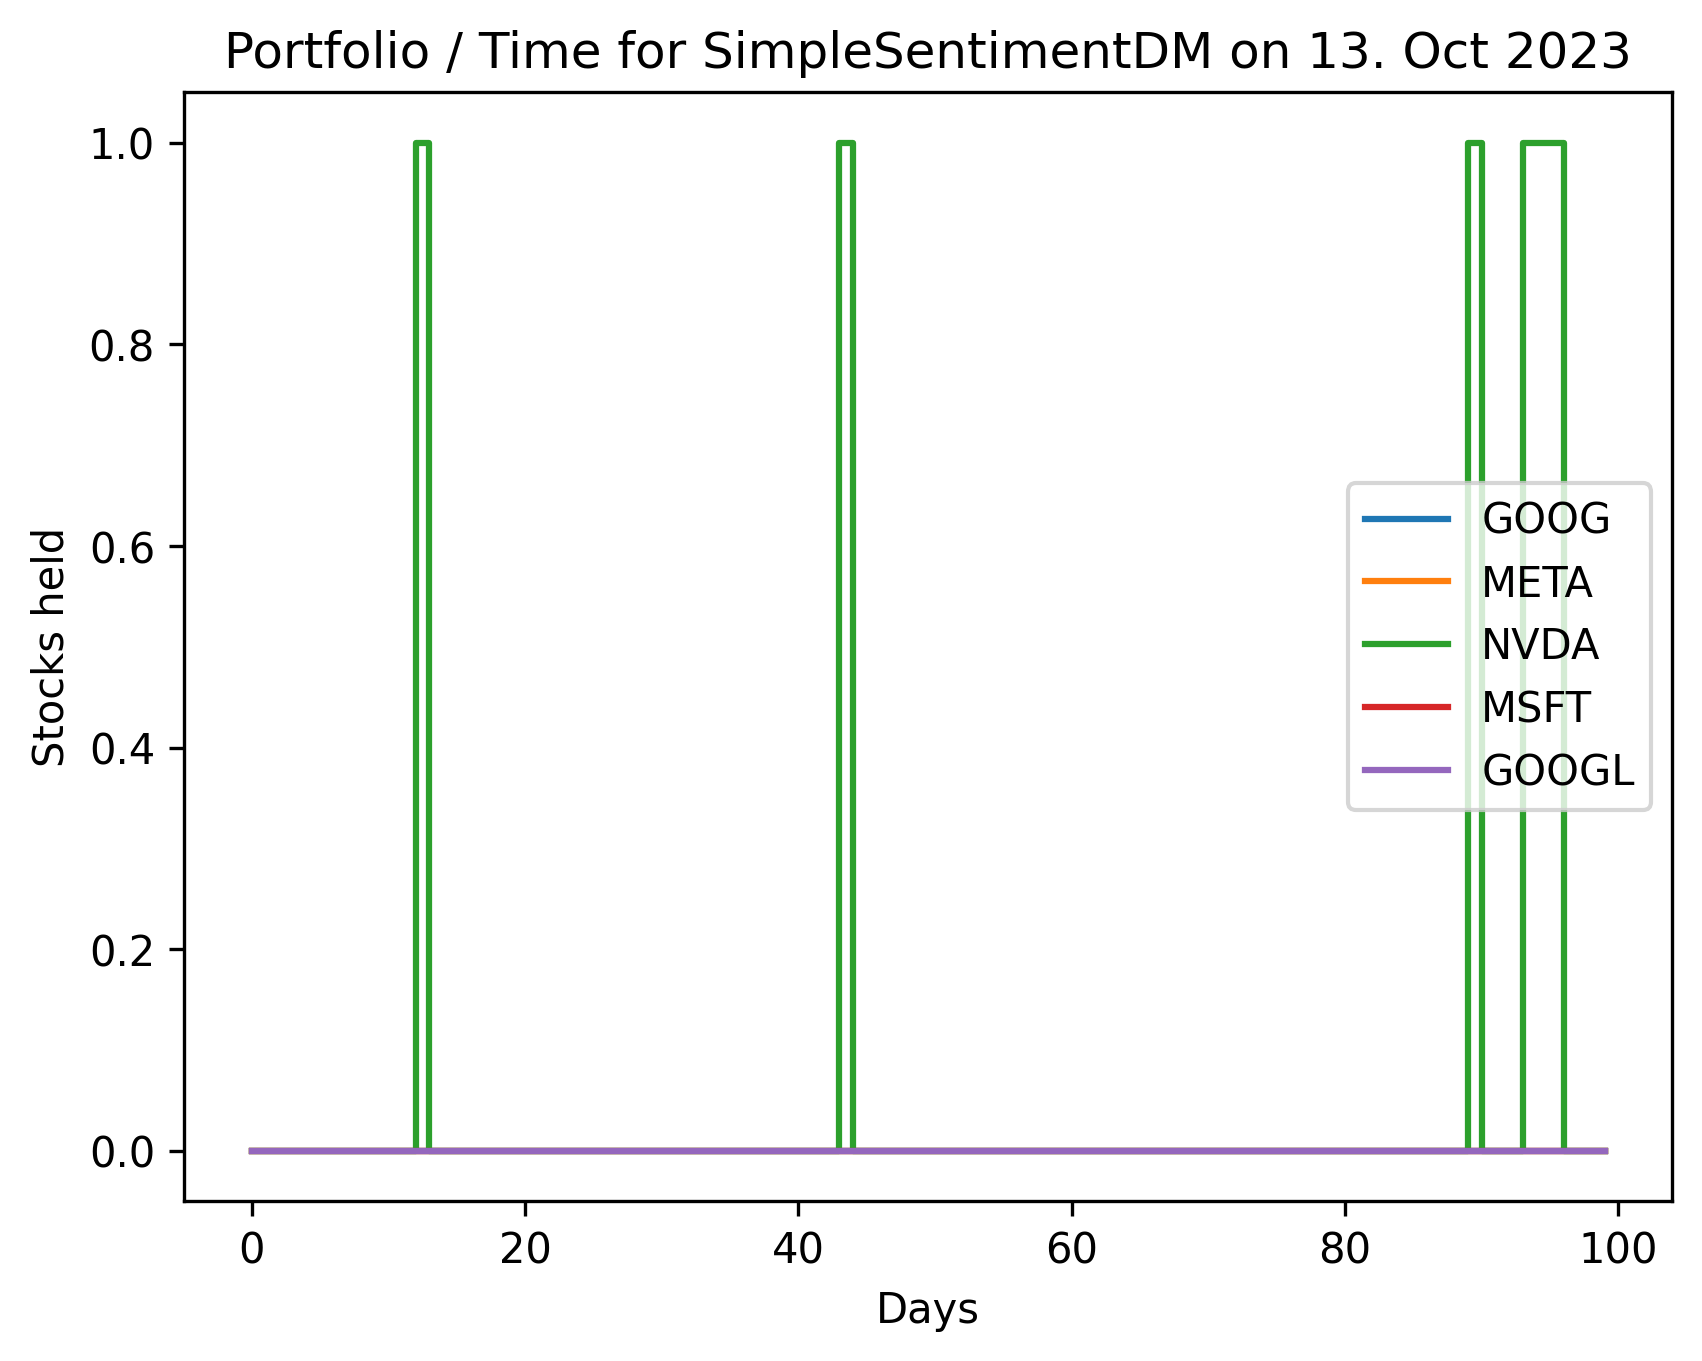 Portfolio / Time for SimpleSentimentDM on 13. Oct 2023
1.0
0.8
0.6
0.4
0.2
0.0
Stocks held
GOOG
META
NVDA
MSFT
GOOGL
0 20 40 60 80 100
Days